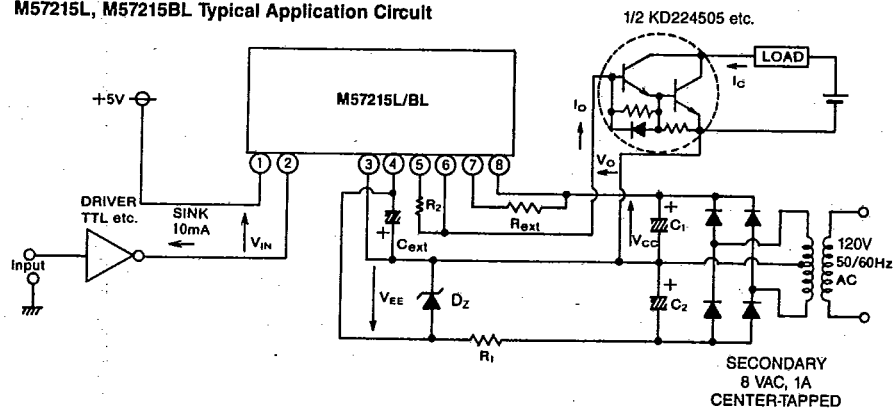 M57215L, M57215BL Typical Application Circuit
1/2 KD224505 etc.
LOAD
IC
+5V
M57215L/BL
IO
VO
1 2 3 4 5 6 7 8
DRIVER
TTL etc.
SINK
10mA
VIN
Input
+
Cext
R2
Rext
VCC
+
C1
120V
50/60Hz
AC
VEE
DZ
+
C2
R1
SECONDARY
8 VAC, 1A
CENTER-TAPPED